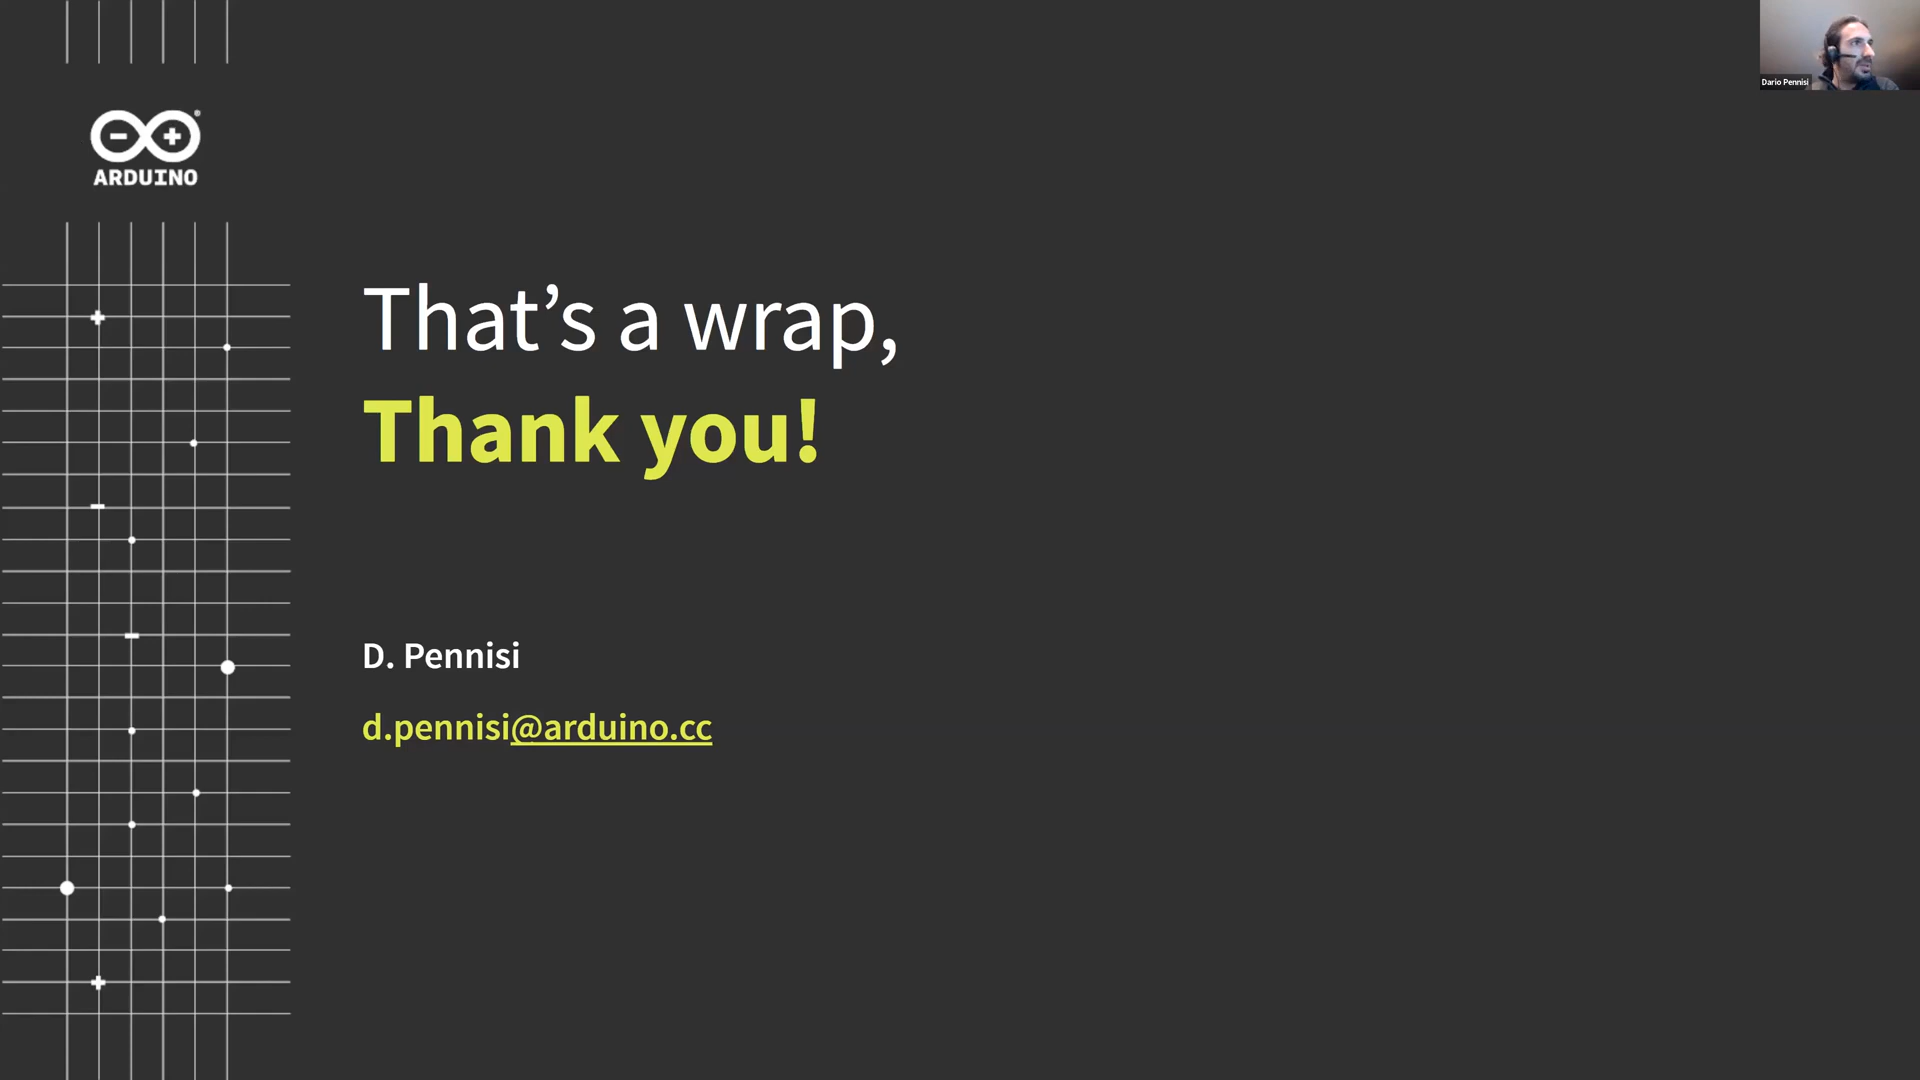 ARDUINO
That’s a wrap,
Thank you!
D. Pennisi
d.pennisi@arduino.cc
Dario Pennisi